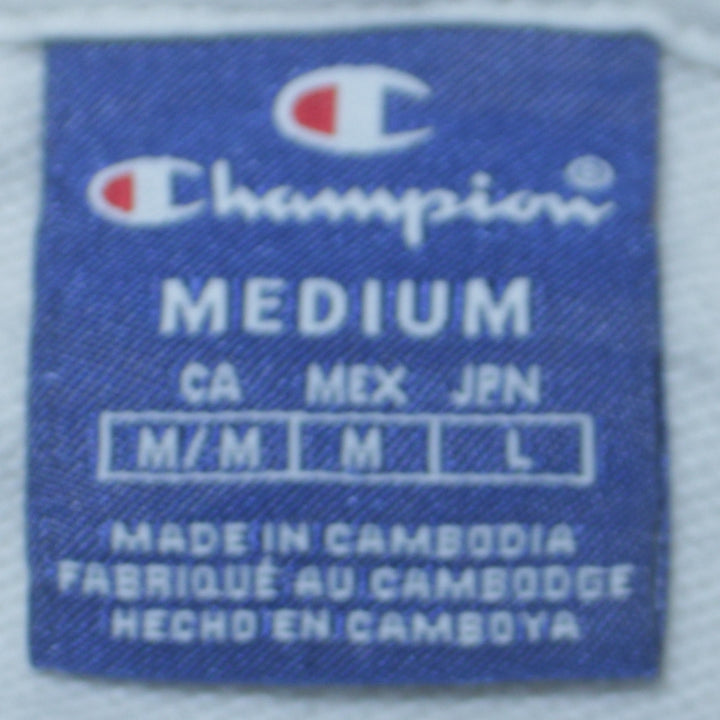 C
Champion®
MEDIUM
CA MEX JPN
M/M M L
MADE IN CAMBODIA
FABRIQUÉ AU CAMBODGE
HECHO EN CAMBOYA